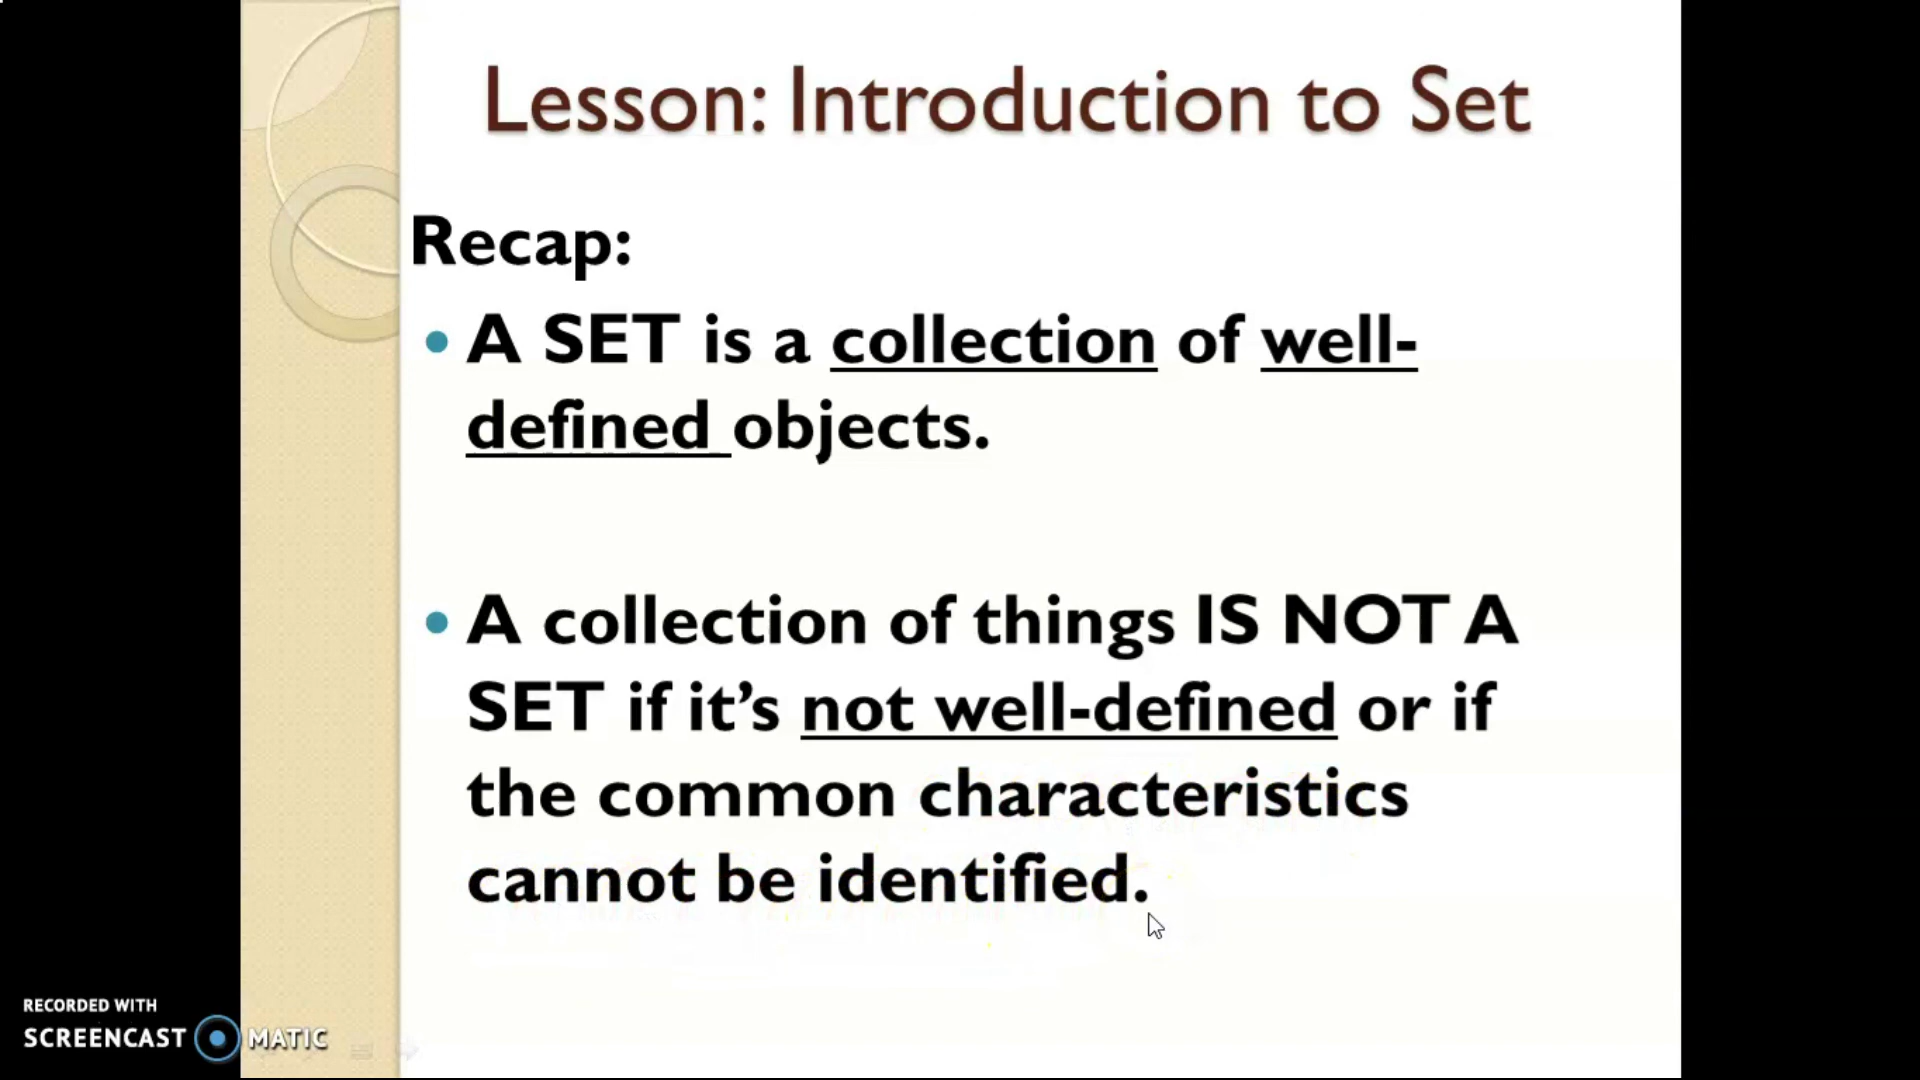 Lesson: Introduction to Set
Recap:
• A SET is a collection of well-
defined objects.
• A collection of things IS NOT A
SET if it’s not well-defined or if
the common characteristics
cannot be identified.
RECORDED WITH
SCREENCAST MATIC